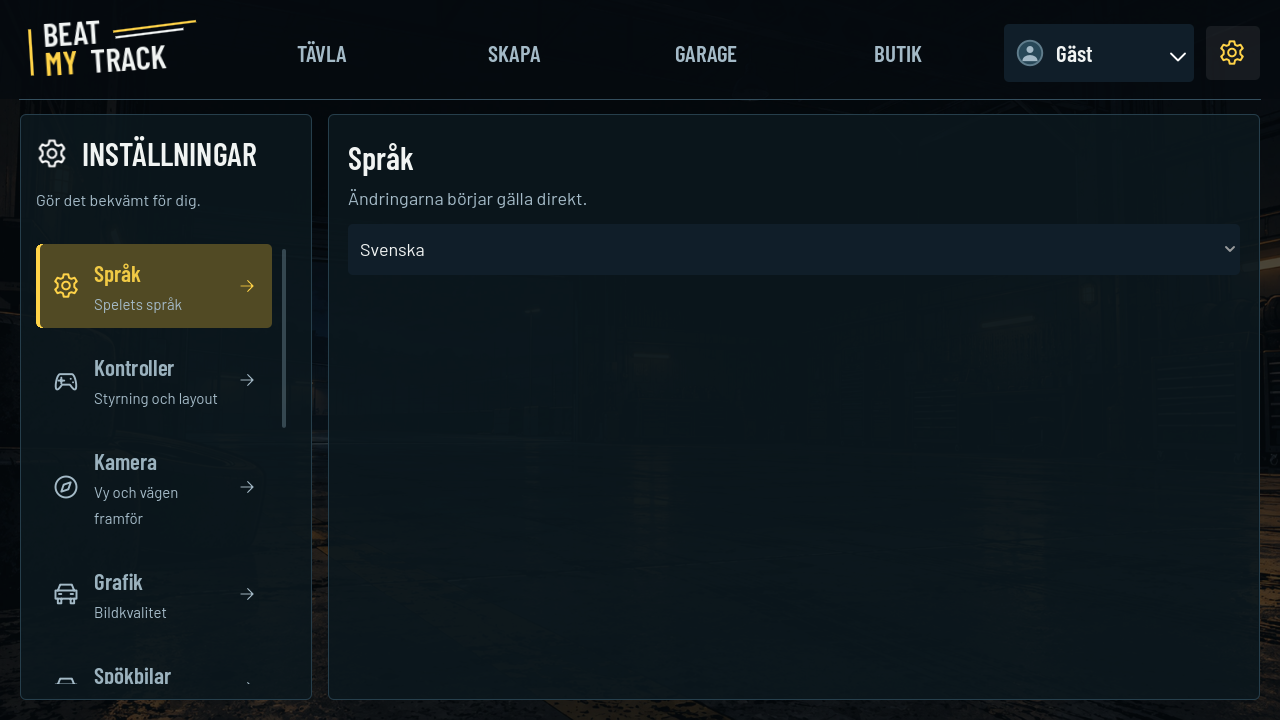 BEAT
MY TRACK
TÄVLA
SKAPA
GARAGE
BUTIK
Gäst
INSTÄLLNINGAR
Gör det bekvämt för dig.
Språk
Spelets språk
Kontroller
Styrning och layout
Kamera
Vy och vägen
framför
Grafik
Bildkvalitet
Spökbilar
Språk
Ändringarna börjar gälla direkt.
Svenska